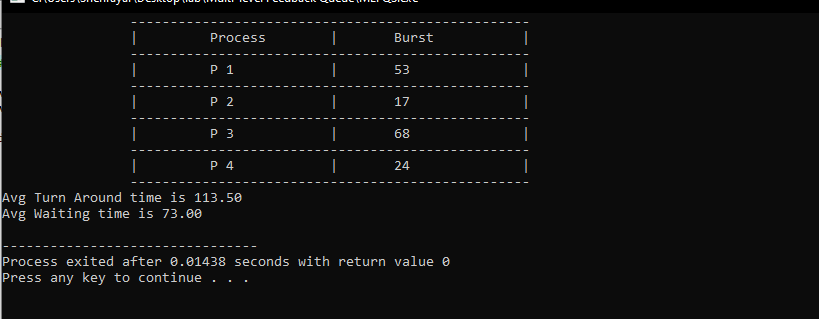 C:\Users\Shenrayan\Desktop\lab\Multi level Feedback Queue\MLFQsix.exe
-------------------------------------------------
| Process | Burst |
-------------------------------------------------
| P 1 | 53 |
-------------------------------------------------
| P 2 | 17 |
-------------------------------------------------
| P 3 | 68 |
-------------------------------------------------
| P 4 | 24 |
-------------------------------------------------
Avg Turn Around time is 113.50
Avg Waiting time is 73.00
--------------------------------
Process exited after 0.01438 seconds with return value 0
Press any key to continue . . .